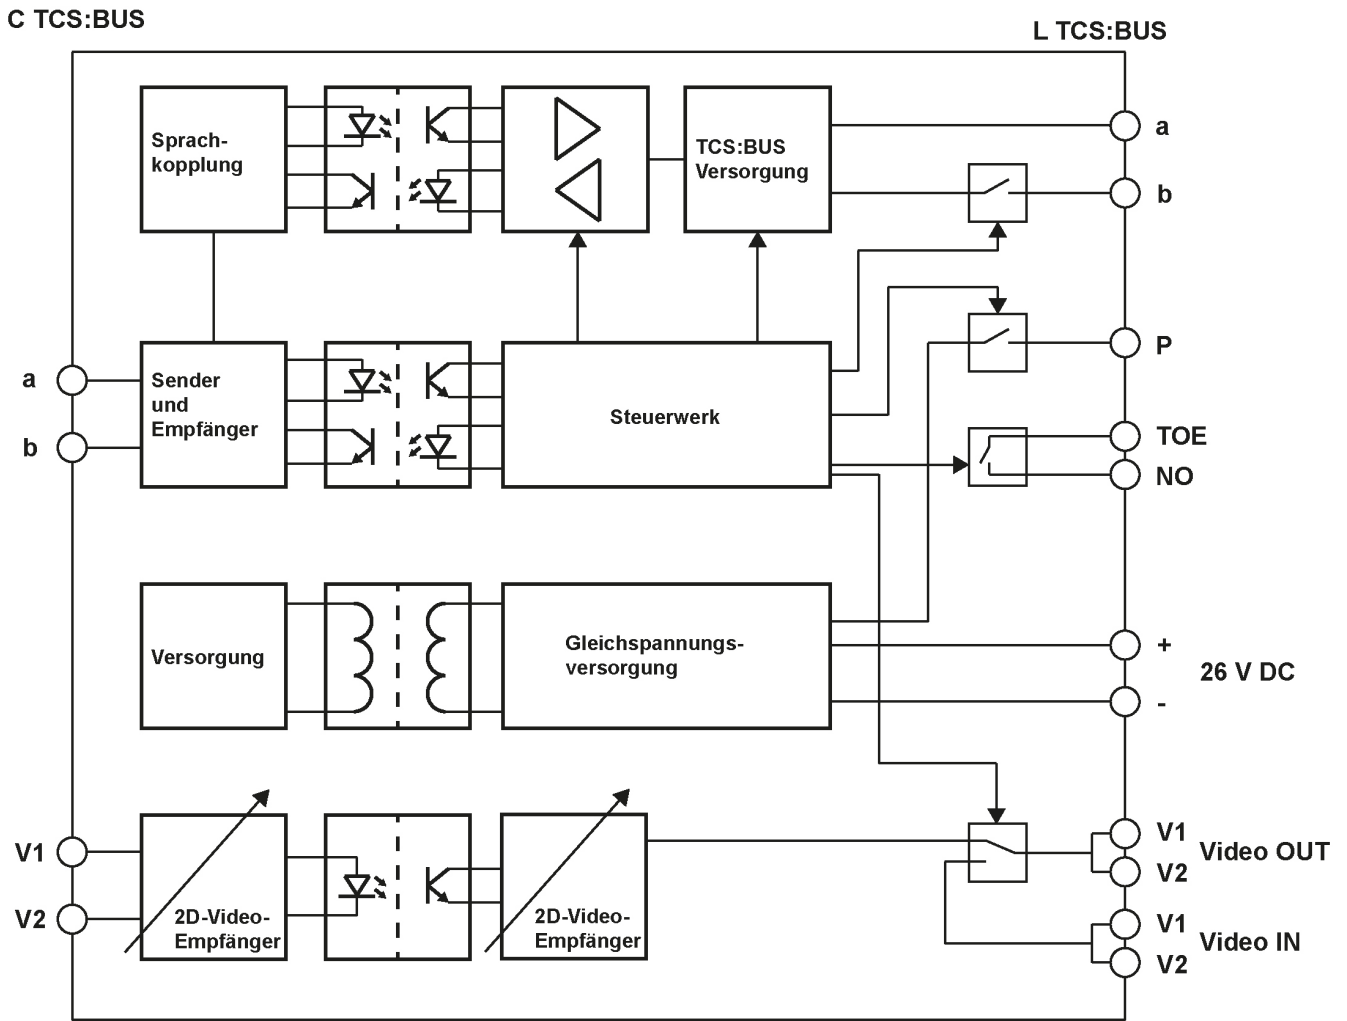 C TCS:BUS
L TCS:BUS
Sprach-
kopplung
TCS:BUS
Versorgung
a
b
P
a
b
Sender
und
Empfänger
Steuerwerk
TOE
NO
Versorgung
Gleichspannungs-
versorgung
+
-
26 V DC
V1
V2
2D-Video-
Empfänger
2D-Video-
Empfänger
V1
V2
Video OUT
V1
V2
Video IN